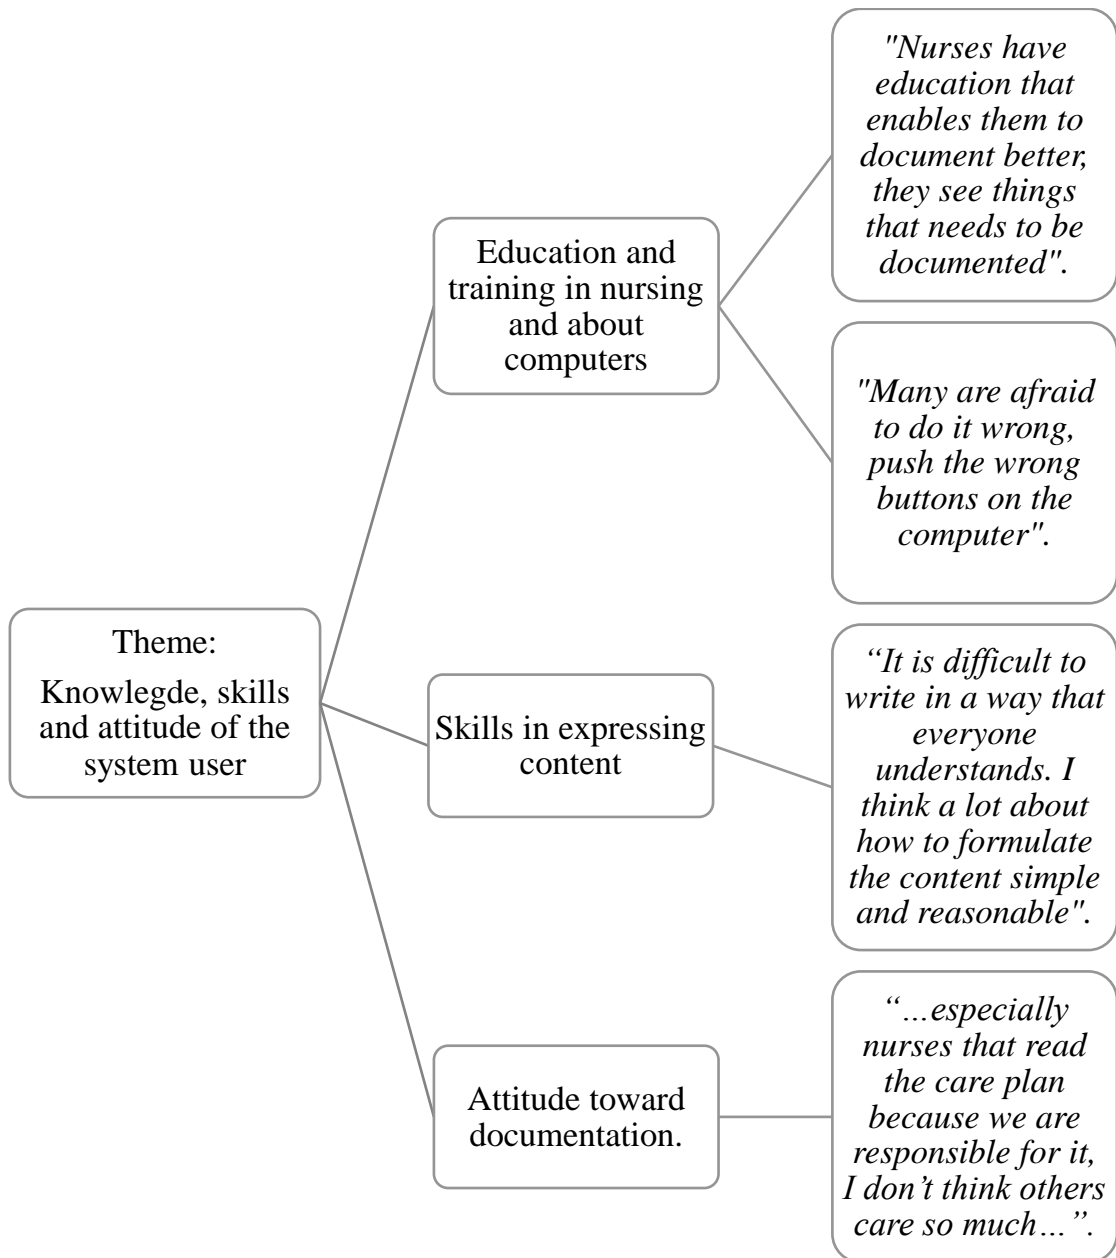 Theme:
Knowlegde, skills
and attitude of the
system user
Education and
training in nursing
and about
computers
"Nurses have
education that
enables them to
document better,
they see things
that needs to be
documented".
"Many are afraid
to do it wrong,
push the wrong
buttons on the
computer".
Skills in expressing
content
“It is difficult to
write in a way that
everyone
understands. I
think a lot about
how to formulate
the content simple
and reasonable".
Attitude toward
documentation.
“…especially
nurses that read
the care plan
because we are
responsible for it,
I don’t think others
care so much…”.